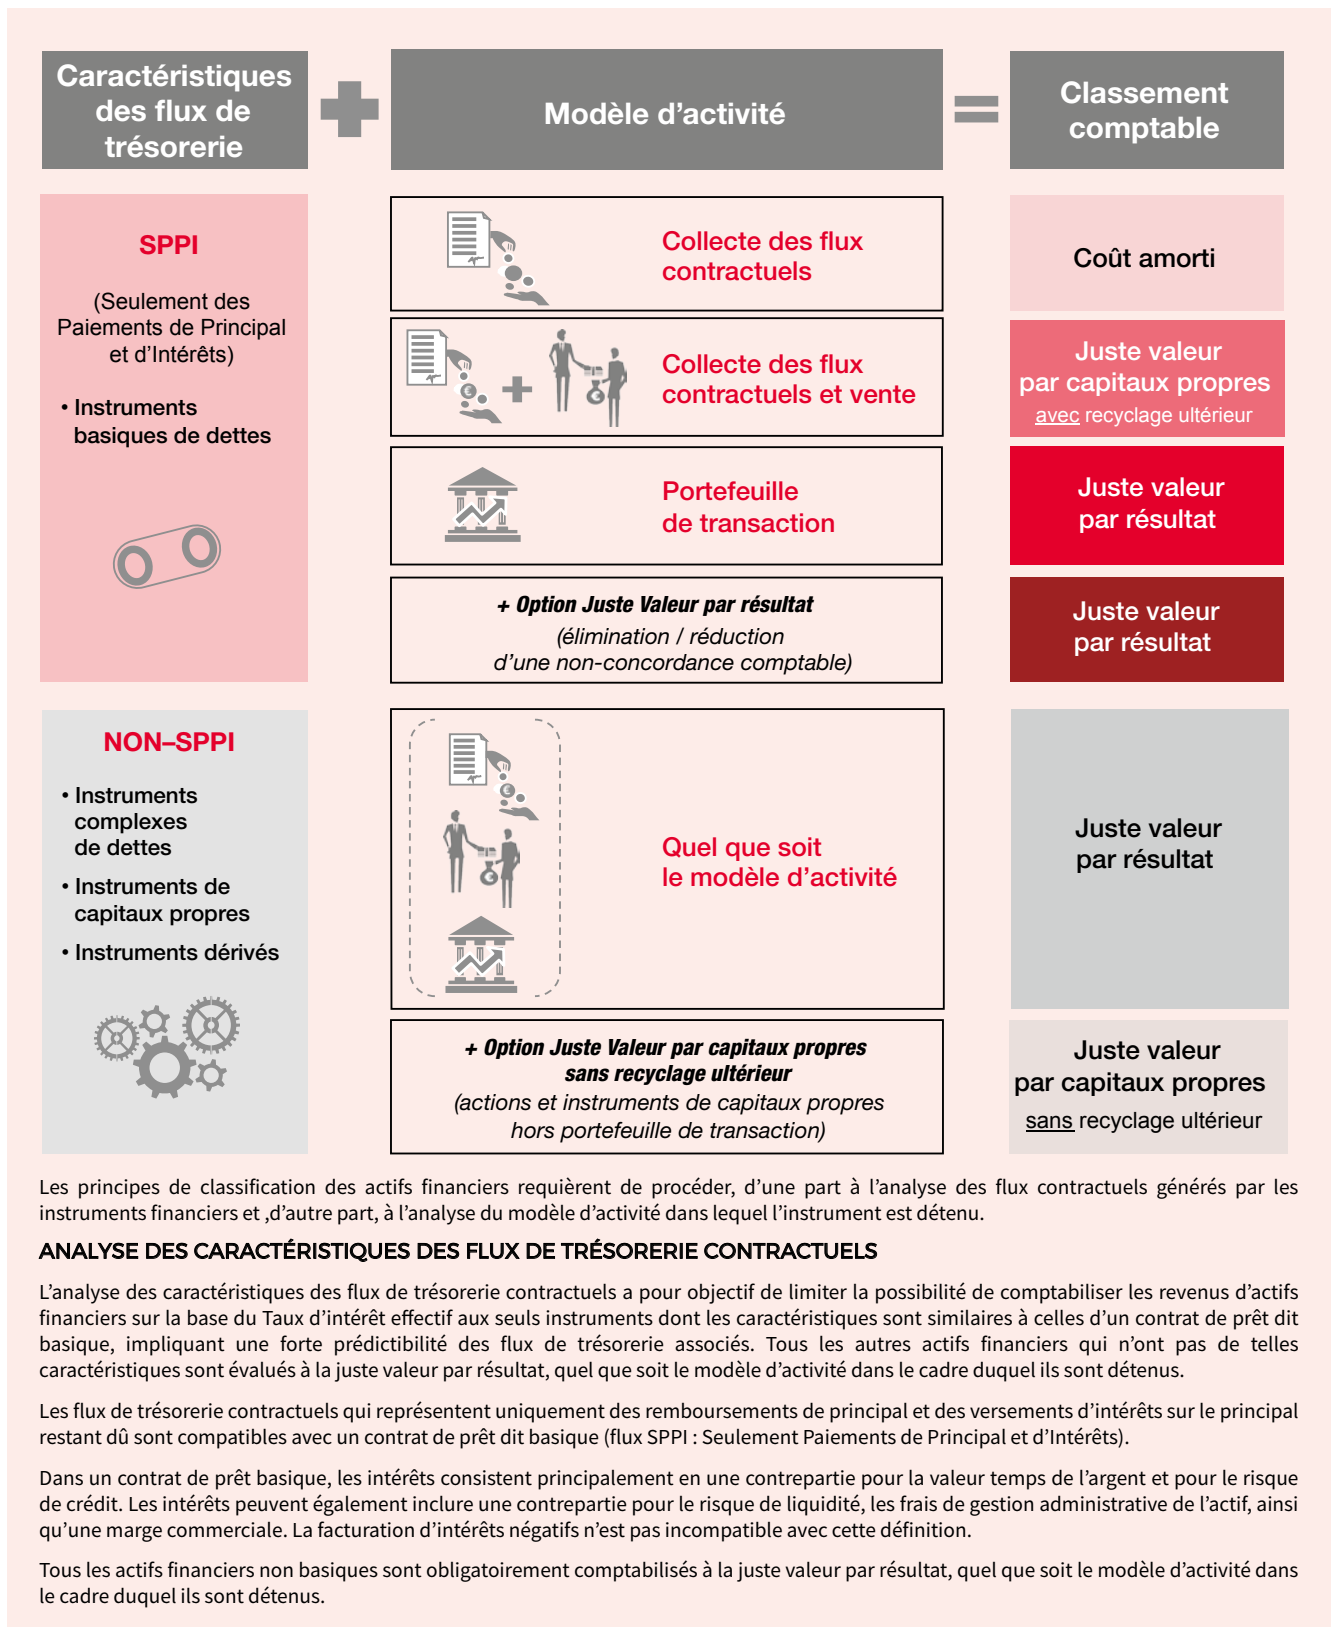 Caractéristiques
des flux de
trésorerie
Modèle d’activité
Classement
comptable
SPPI
(Seulement des
Paiements de Principal
et d’Intérêts)
• Instruments
basiques de dettes
Collecte des flux
contractuels
Coût amorti
Collecte des flux
contractuels et vente
Juste valeur
par capitaux propres
avec recyclage ultérieur
Portefeuille
de transaction
Juste valeur
par résultat
+ Option Juste Valeur par résultat
(élimination / réduction
d’une non-concordance comptable)
Juste valeur
par résultat
NON–SPPI
• Instruments
complexes
de dettes
• Instruments de
capitaux propres
• Instruments dérivés
Quel que soit
le modèle d’activité
Juste valeur
par résultat
+ Option Juste Valeur par capitaux propres
sans recyclage ultérieur
(actions et instruments de capitaux propres
hors portefeuille de transaction)
Juste valeur
par capitaux propres
sans recyclage ultérieur
Les principes de classification des actifs financiers requièrent de procéder, d’une part à l’analyse des flux contractuels générés par les
instruments financiers et ,d’autre part, à l’analyse du modèle d’activité dans lequel l’instrument est détenu.
ANALYSE DES CARACTÉRISTIQUES DES FLUX DE TRÉSORERIE CONTRACTUELS
L’analyse des caractéristiques des flux de trésorerie contractuels a pour objectif de limiter la possibilité de comptabiliser les revenus d’actifs
financiers sur la base du Taux d’intérêt effectif aux seuls instruments dont les caractéristiques sont similaires à celles d’un contrat de prêt dit
basique, impliquant une forte prédictibilité des flux de trésorerie associés. Tous les autres actifs financiers qui n’ont pas de telles
caractéristiques sont évalués à la juste valeur par résultat, quel que soit le modèle d’activité dans le cadre duquel ils sont détenus.
Les flux de trésorerie contractuels qui représentent uniquement des remboursements de principal et des versements d’intérêts sur le principal
restant dû sont compatibles avec un contrat de prêt dit basique (flux SPPI : Seulement Paiements de Principal et d’Intérêts).
Dans un contrat de prêt basique, les intérêts consistent principalement en une contrepartie pour la valeur temps de l’argent et pour le risque
de crédit. Les intérêts peuvent également inclure une contrepartie pour le risque de liquidité, les frais de gestion administrative de l’actif, ainsi
qu’une marge commerciale. La facturation d’intérêts négatifs n’est pas incompatible avec cette définition.
Tous les actifs financiers non basiques sont obligatoirement comptabilisés à la juste valeur par résultat, quel que soit le modèle d’activité dans
le cadre duquel ils sont détenus.